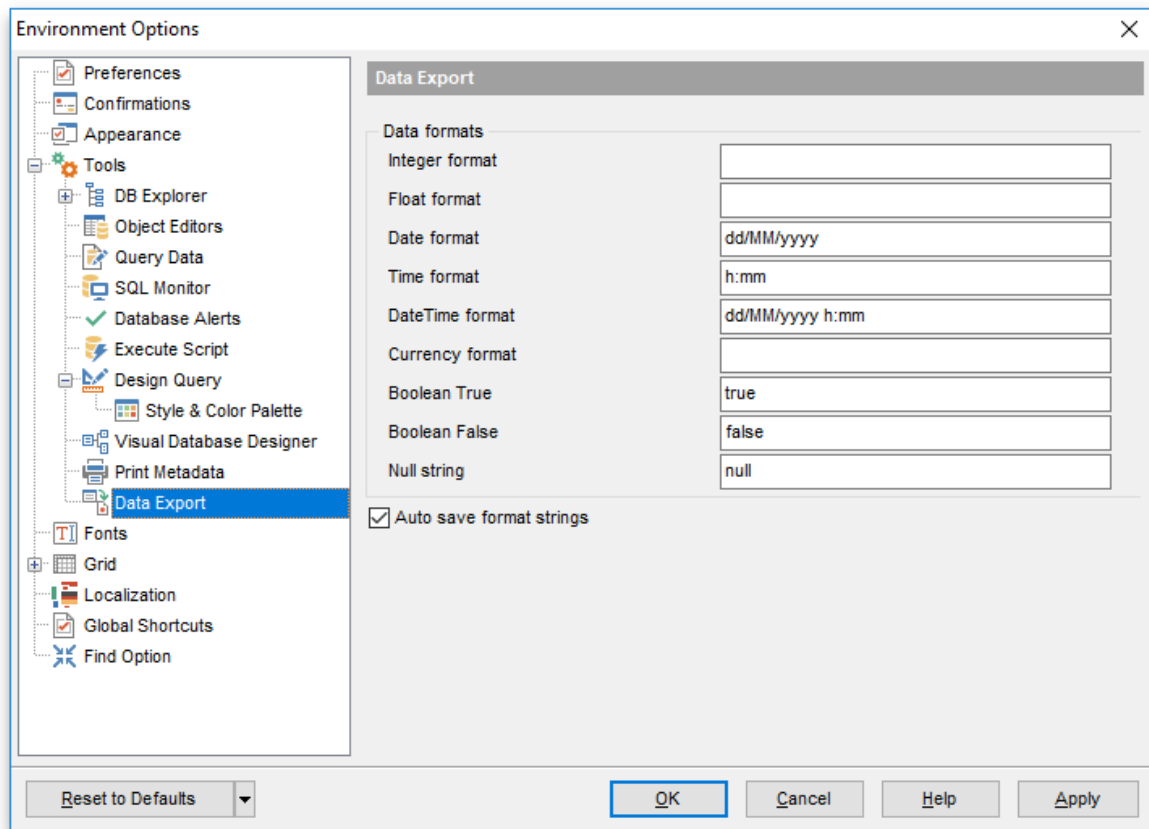 Environment Options
Preferences
Confirmations
Appearance
Tools
DB Explorer
Object Editors
Query Data
SQL Monitor
Database Alerts
Execute Script
Design Query
Style & Color Palette
Visual Database Designer
Print Metadata
Data Export
Fonts
Grid
Localization
Global Shortcuts
Find Option
Data Export
Data formats
Integer format
Float format
Date format dd/MM/yyyy
Time format h:mm
DateTime format dd/MM/yyyy h:mm
Currency format
Boolean True true
Boolean False false
Null string null
Auto save format strings
Reset to Defaults OK Cancel Help Apply